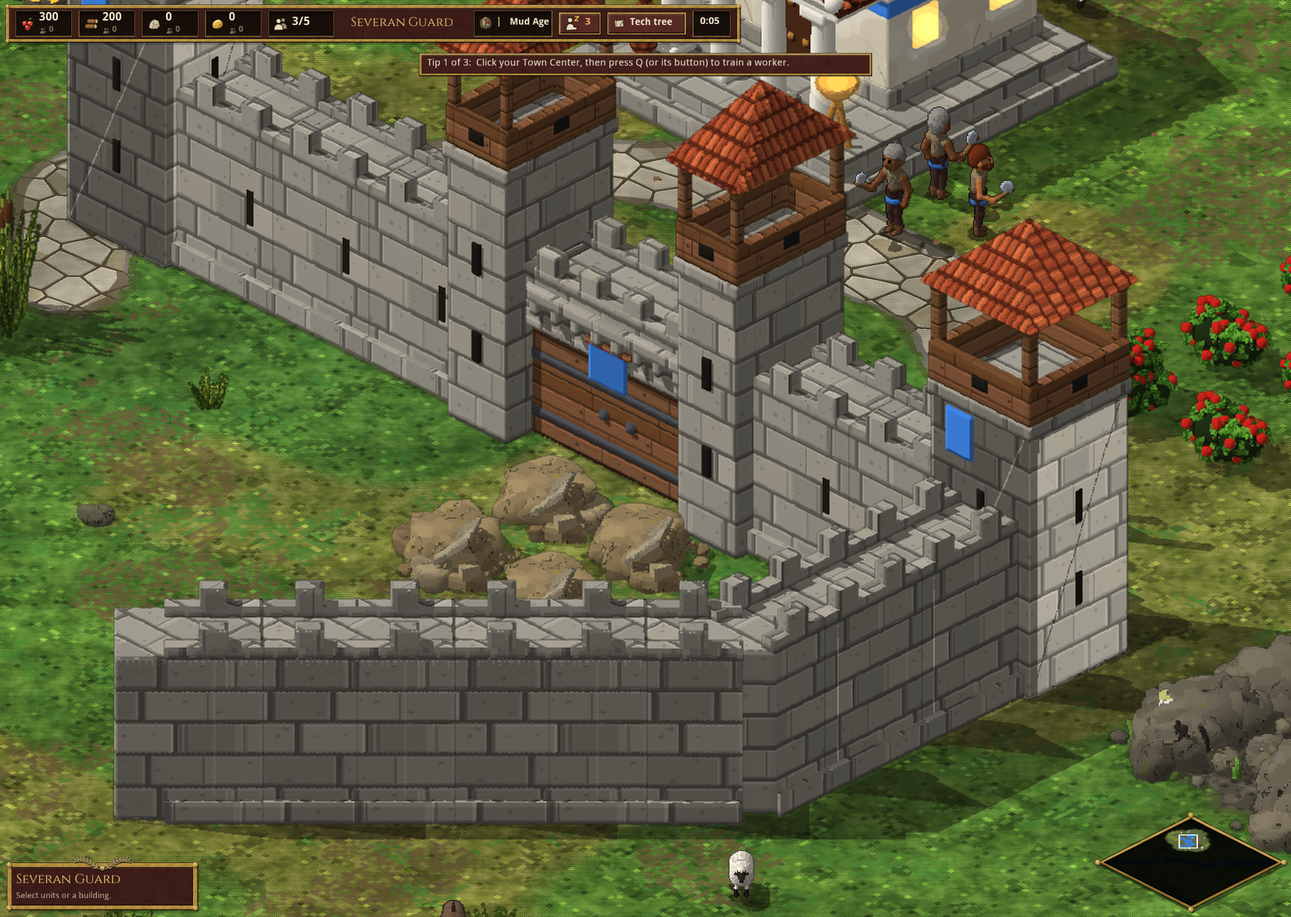 300 200 0 0 3/5 SEVERAN GUARD Mud Age z 3 Tech tree 0:05
0 0 0 0
Tip 1 of 3: Click your Town Center, then press Q (or its button) to train a worker.
SEVERAN GUARD
Select units or a building.